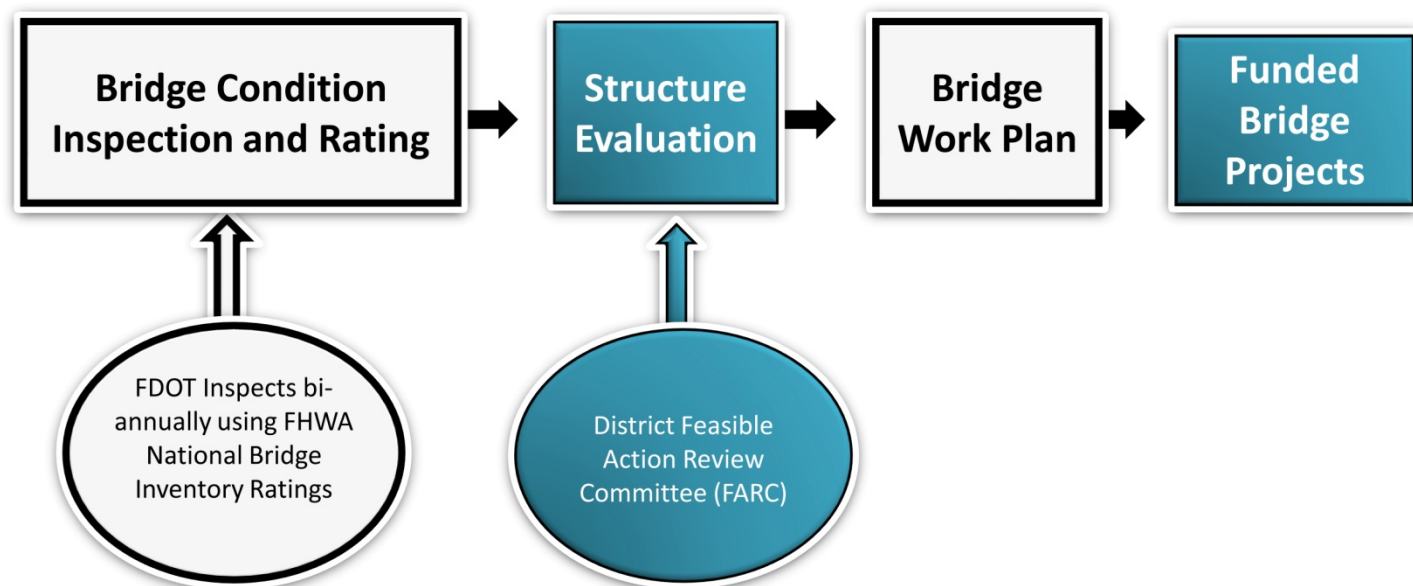 Bridge Condition
Inspection and Rating
Structure
Evaluation
Bridge
Work Plan
Funded
Bridge
Projects
FDOT Inspects bi-
annually using FHWA
National Bridge
Inventory Ratings
District Feasible
Action Review
Committee (FARC)